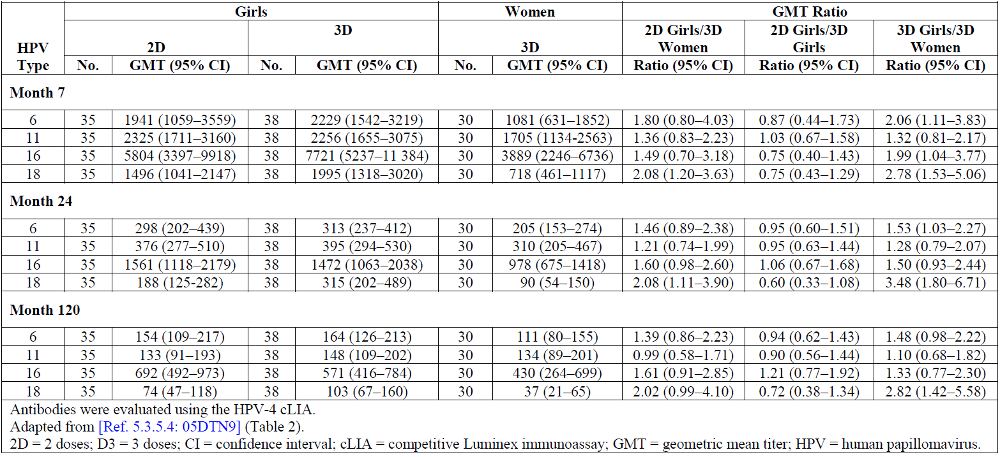 Girls Women GMT Ratio
HPV Type 2D 3D 3D 2D Girls/3D Women 2D Girls/3D Girls 3D Girls/3D Women
No. GMT (95% CI) No. GMT (95% CI) No. GMT (95% CI) Ratio (95% CI) Ratio (95% CI) Ratio (95% CI)
Month 7
6 35 1941 (1059–3559) 38 2229 (1542–3219) 30 1081 (631–1852) 1.80 (0.80–4.03) 0.87 (0.44–1.73) 2.06 (1.11–3.83)
11 35 2325 (1711–3160) 38 2256 (1655–3075) 30 1705 (1134-2563) 1.36 (0.83–2.23) 1.03 (0.67–1.58) 1.32 (0.81–2.17)
16 35 5804 (3397–9918) 38 7721 (5237–11 384) 30 3889 (2246–6736) 1.49 (0.70–3.18) 0.75 (0.40–1.43) 1.99 (1.04–3.77)
18 35 1496 (1041–2147) 38 1995 (1318–3020) 30 718 (461–1117) 2.08 (1.20–3.63) 0.75 (0.43–1.29) 2.78 (1.53–5.06)
Month 24
6 35 298 (202–439) 38 313 (237–412) 30 205 (153–274) 1.46 (0.89–2.38) 0.95 (0.60–1.51) 1.53 (1.03–2.27)
11 35 376 (277–510) 38 395 (294–530) 30 310 (205–467) 1.21 (0.74–1.99) 0.95 (0.63–1.44) 1.28 (0.79–2.07)
16 35 1561 (1118–2179) 38 1472 (1063–2038) 30 978 (675–1418) 1.60 (0.98–2.60) 1.06 (0.67–1.68) 1.50 (0.93–2.44)
18 35 188 (125-282) 38 315 (202–489) 30 90 (54–150) 2.08 (1.11–3.90) 0.60 (0.33–1.08) 3.48 (1.80–6.71)
Month 120
6 35 154 (109–217) 38 164 (126–213) 30 111 (80–155) 1.39 (0.86–2.23) 0.94 (0.62–1.43) 1.48 (0.98–2.22)
11 35 133 (91–193) 38 148 (109–202) 30 134 (89–201) 0.99 (0.58–1.71) 0.90 (0.56–1.44) 1.10 (0.68–1.82)
16 35 692 (492–973) 38 571 (416–784) 30 430 (264–699) 1.61 (0.91–2.85) 1.21 (0.77–1.92) 1.33 (0.77–2.30)
18 35 74 (47–118) 38 103 (67–160) 30 37 (21–65) 2.02 (0.99–4.10) 0.72 (0.38–1.34) 2.82 (1.42–5.58)
Antibodies were evaluated using the HPV-4 cLIA.
Adapted from [Ref. 5.3.5.4: 05DTN9] (Table 2).
2D = 2 doses; D3 = 3 doses; CI = confidence interval; cLIA = competitive Luminex immunoassay; GMT = geometric mean titer; HPV = human papillomavirus.